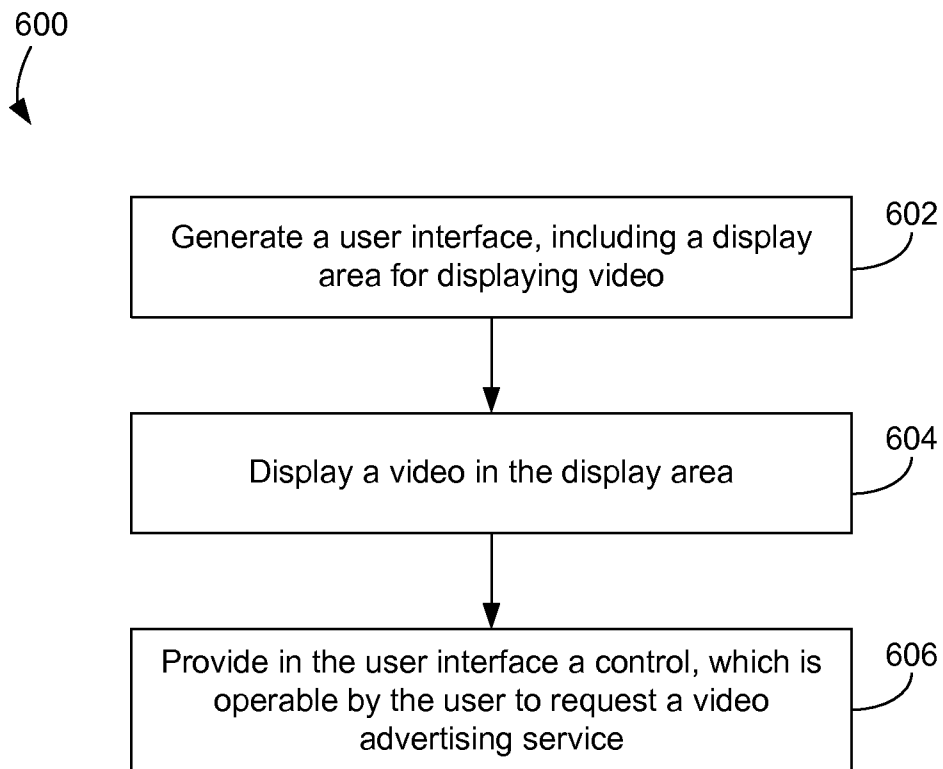 600
602
Generate a user interface, including a display
area for displaying video
604
Display a video in the display area
606
Provide in the user interface a control, which is
operable by the user to request a video
advertising service